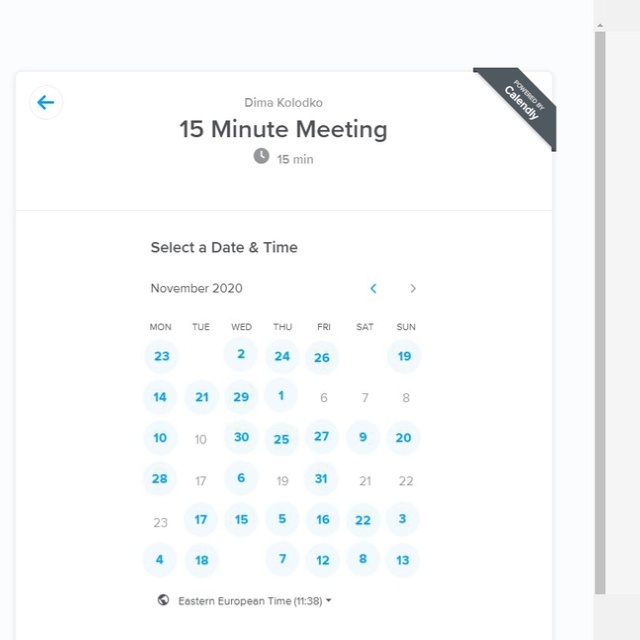 Dima Kolodko
15 Minute Meeting
15 min
POWERED BY
Calendly
Select a Date & Time
November 2020
MON TUE WED THU FRI SAT SUN
23 2 24 26 19
14 21 29 1 6 7 8
10 10 30 25 27 9 20
28 17 6 19 31 21 22
23 17 15 5 16 22 3
4 18 7 12 8 13
Eastern European Time (11:38)